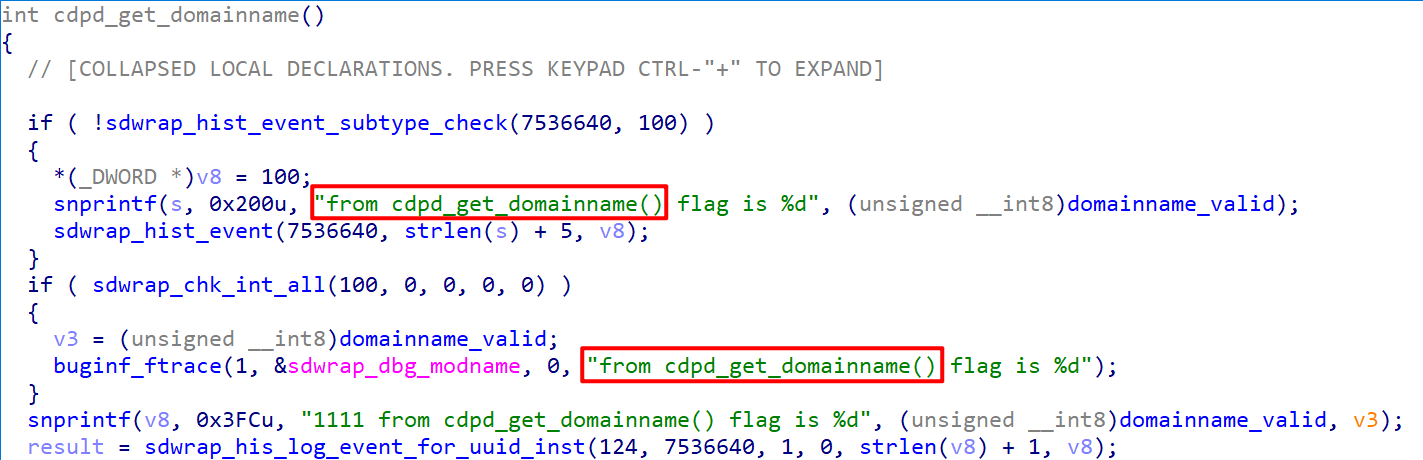 int cdpd_get_domainname()
{
// [COLLAPSED LOCAL DECLARATIONS. PRESS KEYPAD CTRL-"+" TO EXPAND]
if ( !sdwrap_hist_event_subtype_check(7536640, 100) )
{
*(_DWORD *)v8 = 100;
snprintf(s, 0x200u, "from cdpd_get_domainname() flag is %d", (unsigned __int8)domainname_valid);
sdwrap_hist_event(7536640, strlen(s) + 5, v8);
}
if ( sdwrap_chk_int_all(100, 0, 0, 0, 0) )
{
v3 = (unsigned __int8)domainname_valid;
buginf_ftrace(1, &sdwrap_dbg_modname, 0, "from cdpd_get_domainname() flag is %d");
}
snprintf(v8, 0x3FCu, "1111 from cdpd_get_domainname() flag is %d", (unsigned __int8)domainname_valid, v3);
result = sdwrap_his_log_event_for_uuid_inst(124, 7536640, 1, 0, strlen(v8) + 1, v8);